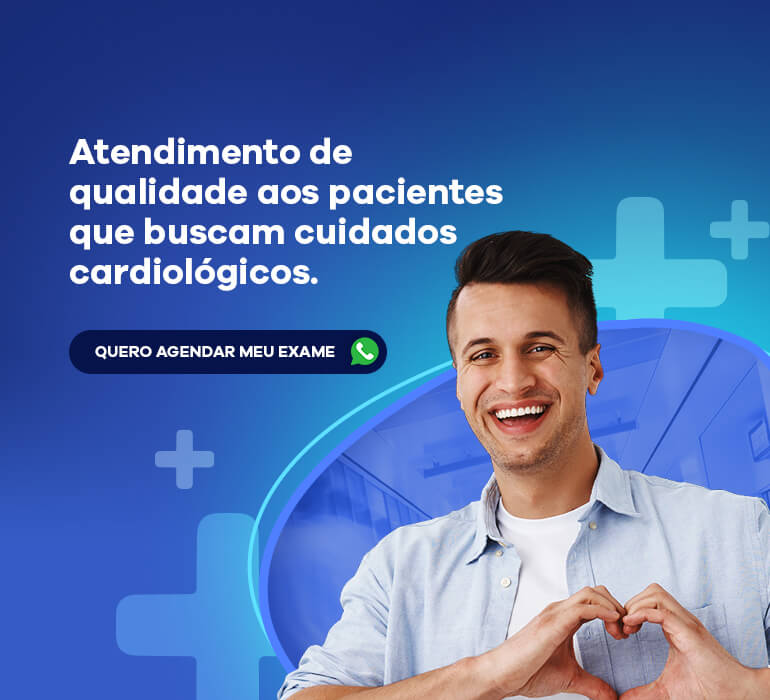 Atendimento de
qualidade aos pacientes
que buscam cuidados
cardiológicos.
QUERO AGENDAR MEU EXAME